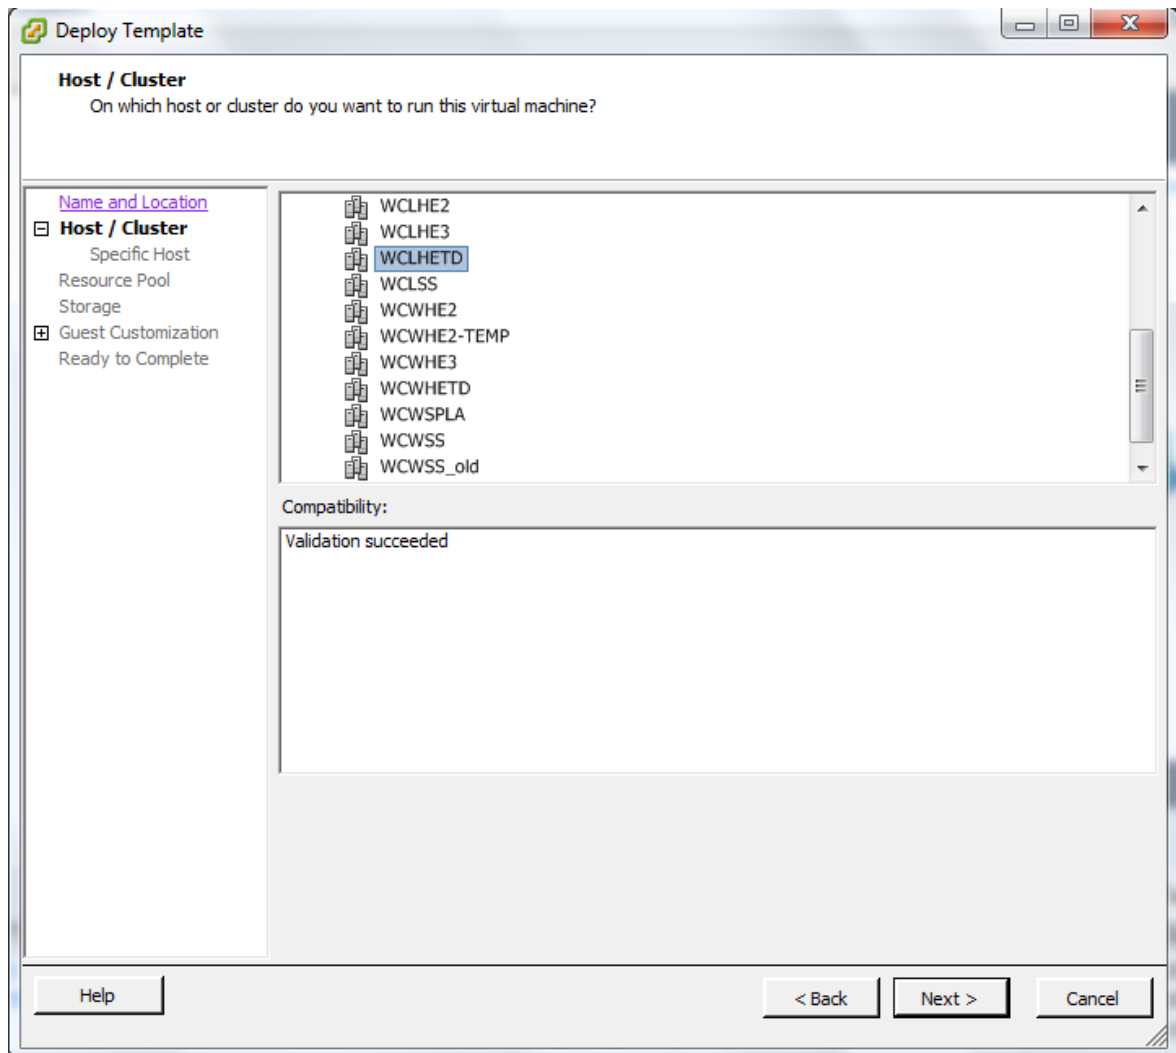 Deploy Template
Host / Cluster
On which host or cluster do you want to run this virtual machine?
Name and Location
Host / Cluster
Specific Host
Resource Pool
Storage
Guest Customization
Ready to Complete
WCLHE2
WCLHE3
WCLHETD
WCLSS
WCWHE2
WCWHE2-TEMP
WCWHE3
WCWHETD
WCWSPLA
WCWSS
WCWSS_old
Compatibility:
Validation succeeded
Help
< Back
Next >
Cancel